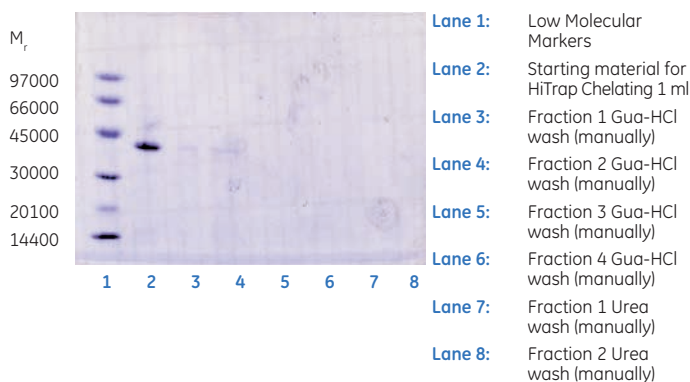 M r
97000
66000
45000
30000
20100
14400
1 2 3 4 5 6 7 8
Lane 1: Low Molecular
Markers
Lane 2: Starting material for
HiTrap Chelating 1 ml
Lane 3: Fraction 1 Gua-HCl
wash (manually)
Lane 4: Fraction 2 Gua-HCl
wash (manually)
Lane 5: Fraction 3 Gua-HCl
wash (manually)
Lane 6: Fraction 4 Gua-HCl
wash (manually)
Lane 7: Fraction 1 Urea
wash (manually)
Lane 8: Fraction 2 Urea
wash (manually)